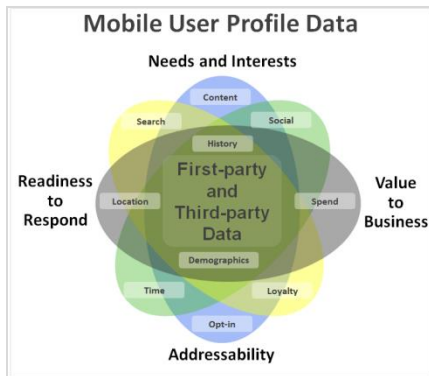 Mobile User Profile Data
Needs and Interests
Content
Search
Social
History
First-party
and
Third-party
Data
Readiness
to
Respond
Location
Spend
Value
to
Business
Demographics
Time
Loyalty
Opt-in
Addressability